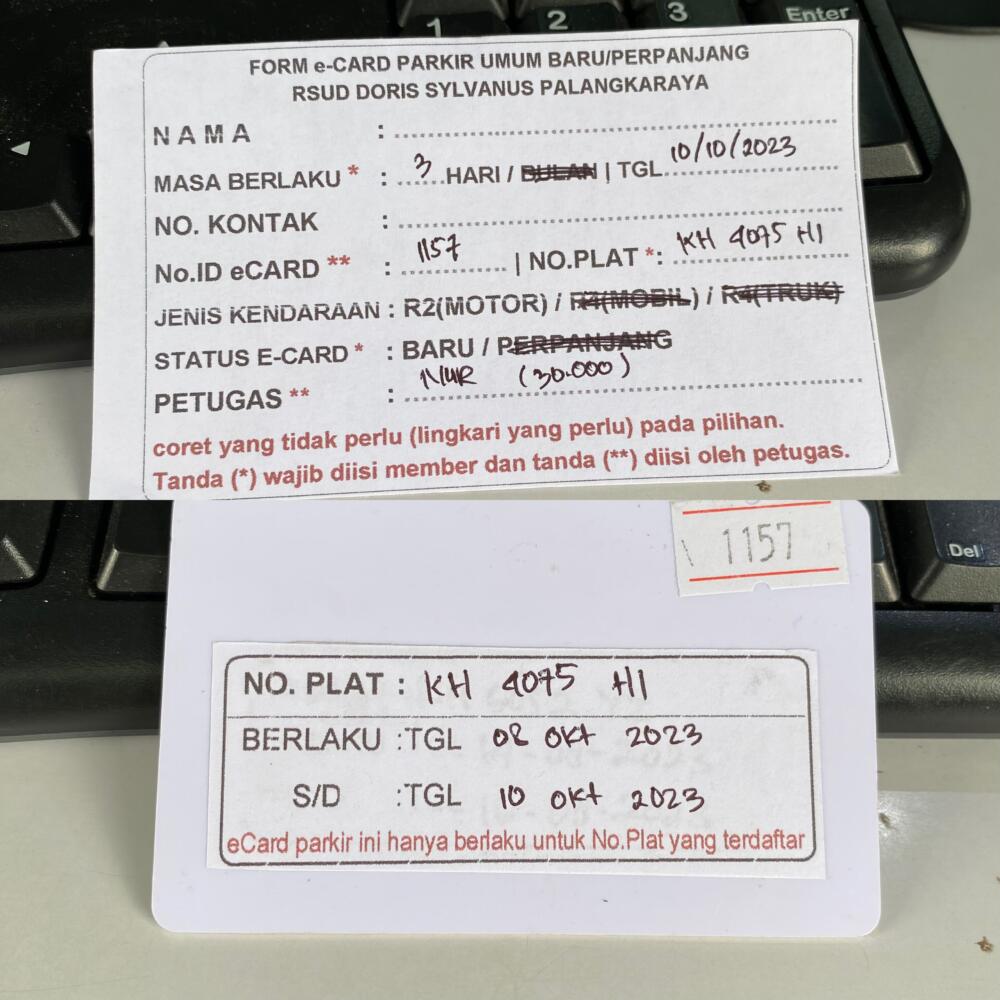 1 2 3 Enter
FORM e-CARD PARKIR UMUM BARU/PERPANJANG
RSUD DORIS SYLVANUS PALANGKARAYA
N A M A :
MASA BERLAKU * : 3 HARI / BULAN | TGL. 10/10/2023
NO. KONTAK :
No.ID eCARD ** : 1157 | NO.PLAT *: KH 4075 HI
JENIS KENDARAAN : R2(MOTOR) / R4(MOBIL) / R4(TRUK)
STATUS E-CARD * : BARU / PERPANJANG
PETUGAS ** : NUR (30.000)
coret yang tidak perlu (lingkari yang perlu) pada pilihan.
Tanda (*) wajib diisi member dan tanda (**) diisi oleh petugas.
1157
Del
NO. PLAT : KH 4075 HI
BERLAKU :TGL 08 OKt 2023
S/D :TGL 10 OKt 2023
eCard parkir ini hanya berlaku untuk No.Plat yang terdaftar